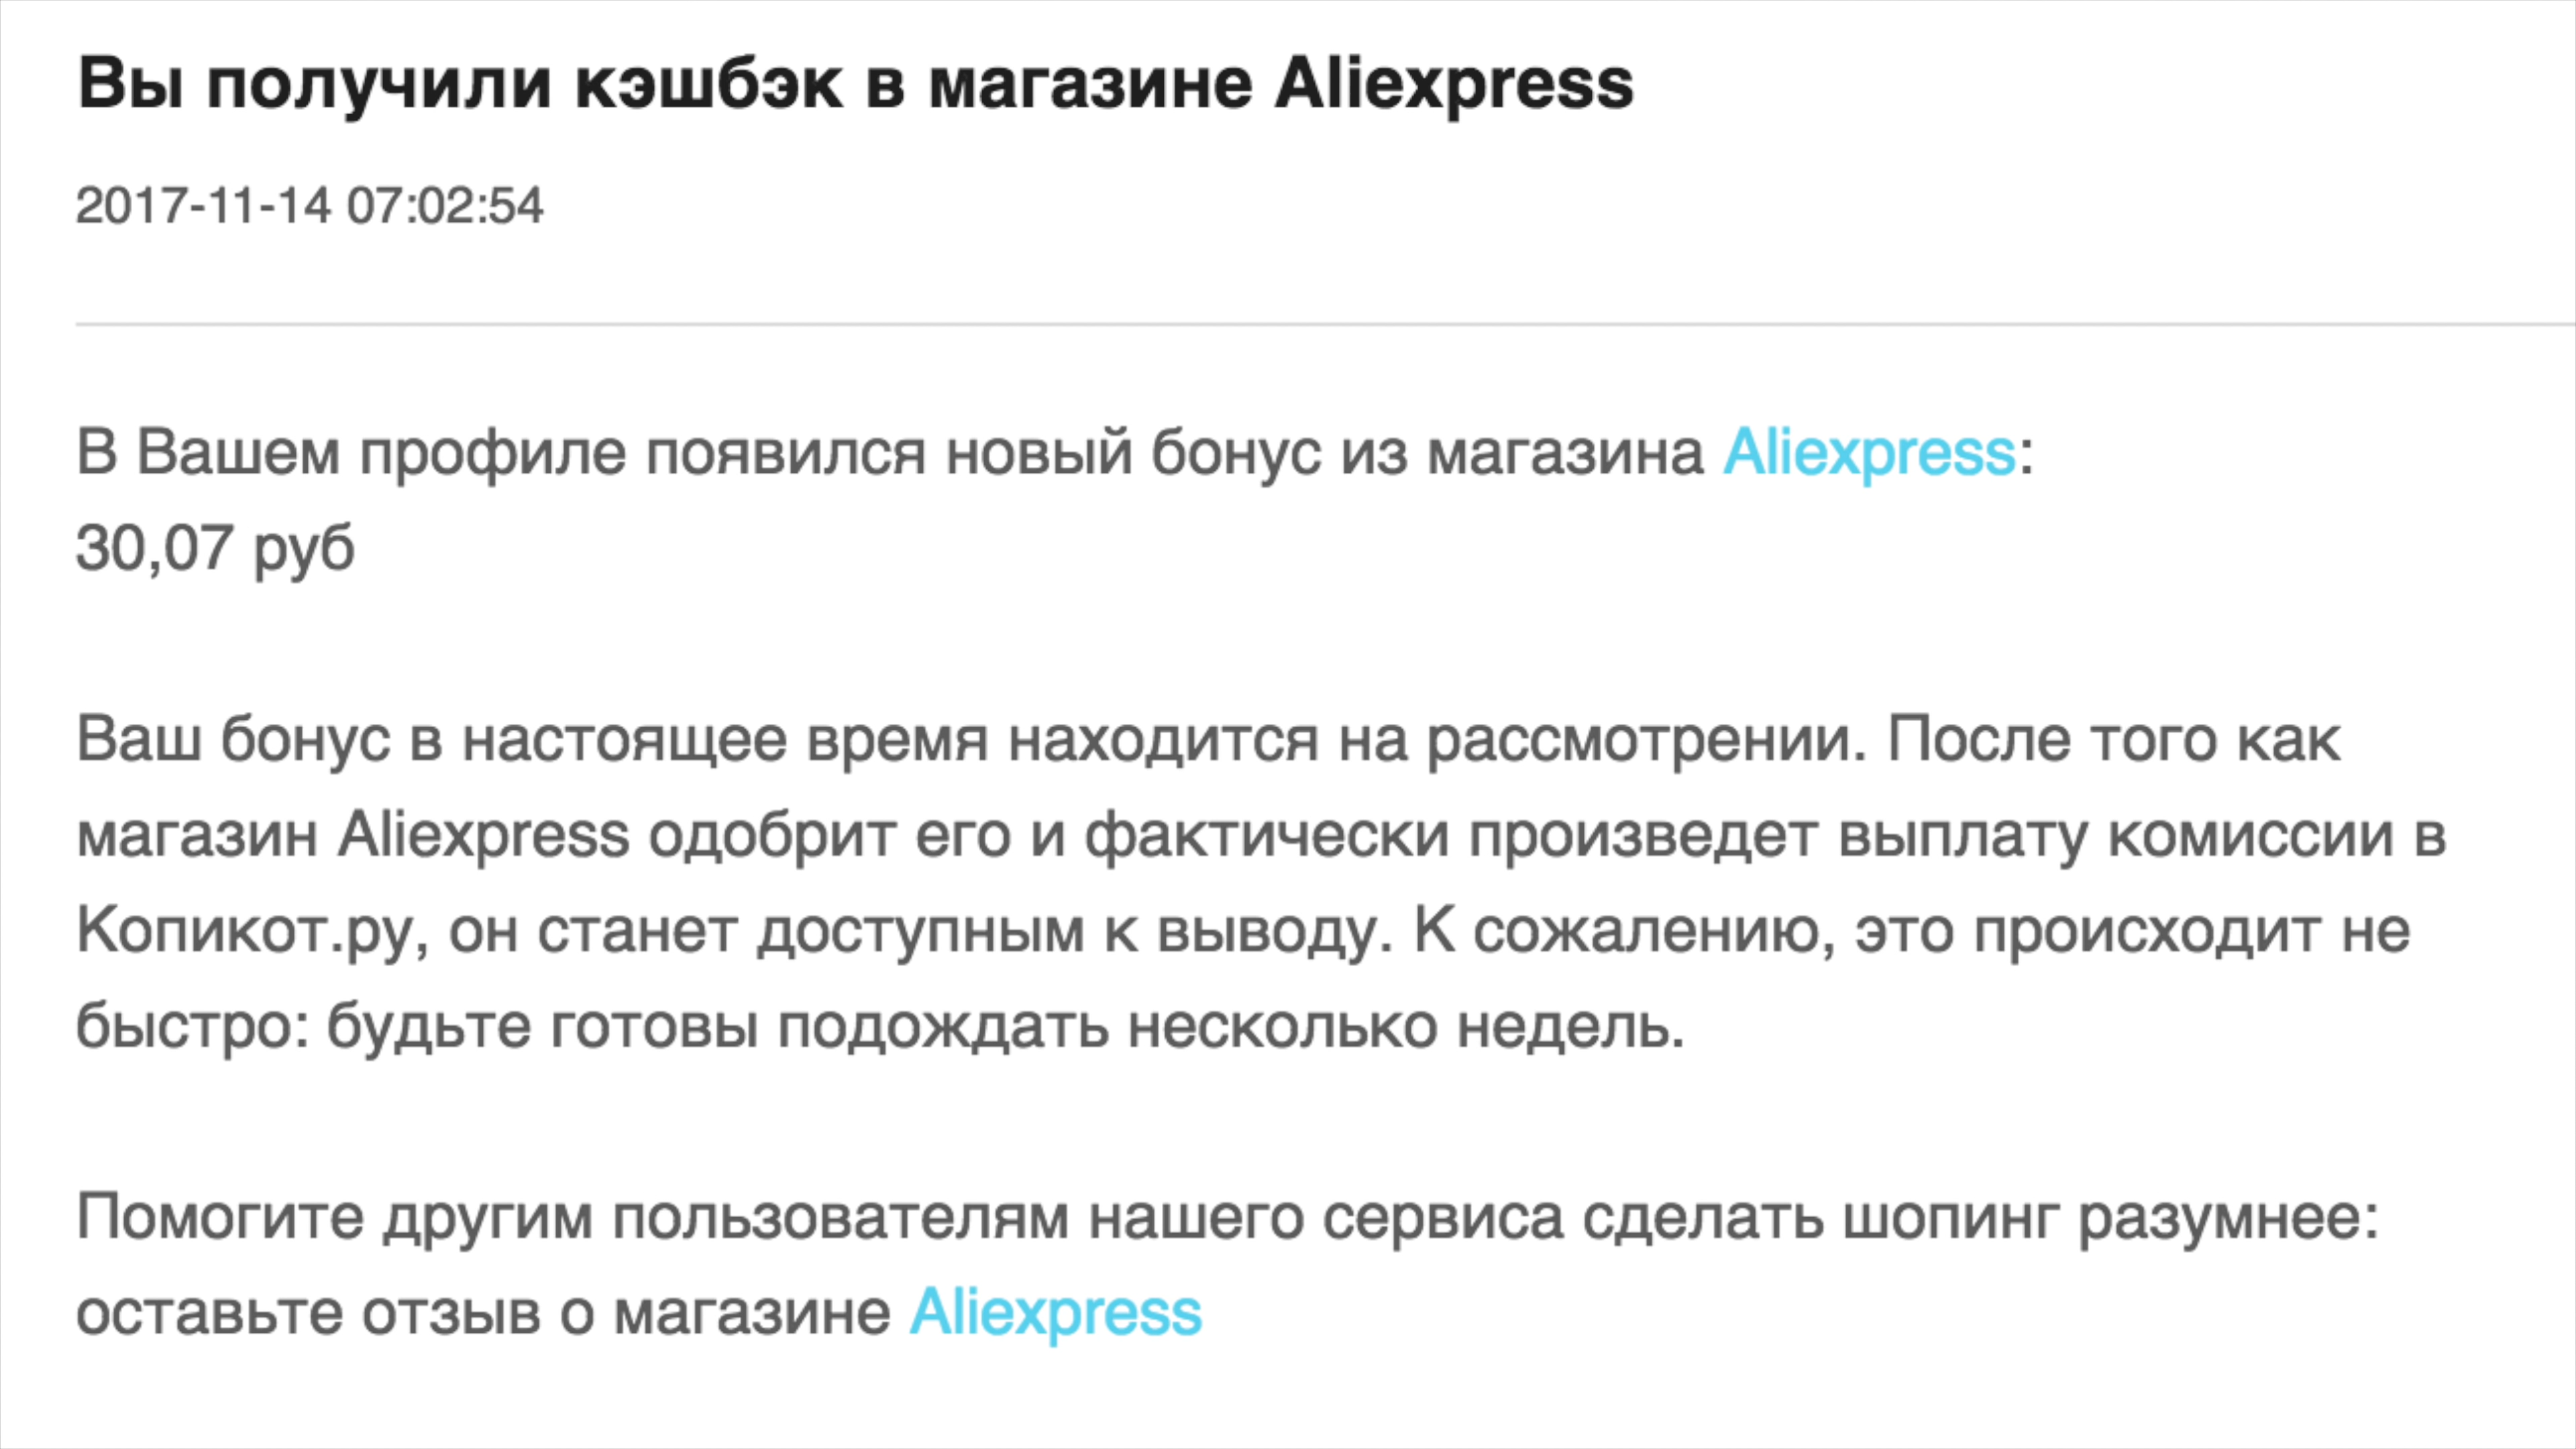 Вы получили кэшбэк в магазине Aliexpress
2017-11-14 07:02:54
В Вашем профиле появился новый бонус из магазина Aliexpress:
30,07 руб
Ваш бонус в настоящее время находится на рассмотрении. После того как
магазин Aliexpress одобрит его и фактически произведет выплату комиссии в
Копикот.ру, он станет доступным к выводу. К сожалению, это происходит не
быстро: будьте готовы подождать несколько недель.
Помогите другим пользователям нашего сервиса сделать шопинг разумнее:
оставьте отзыв о магазине Aliexpress